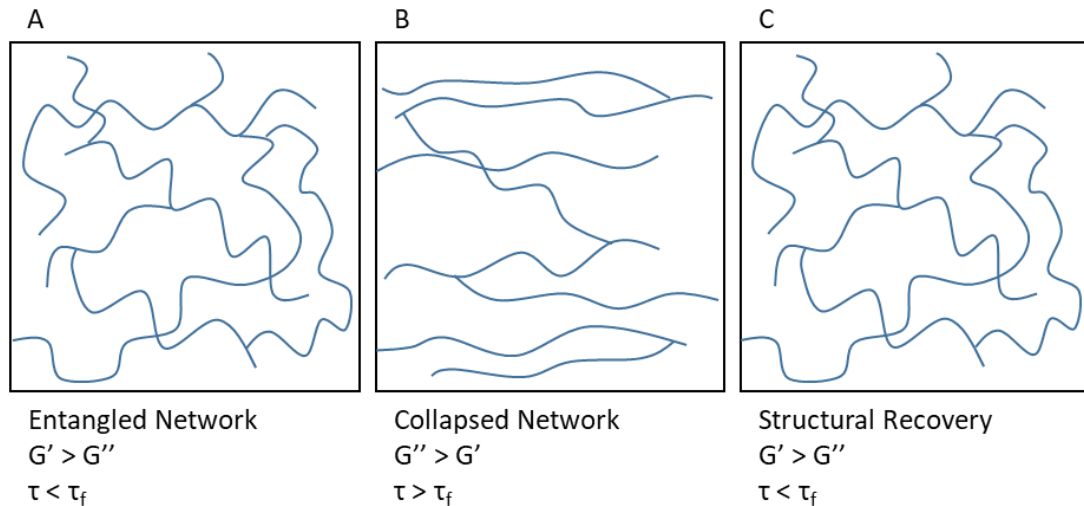 A
B
C
Entangled Network
G' > G''
τ < τf
Collapsed Network
G'' > G'
τ > τf
Structural Recovery
G' > G''
τ < τf